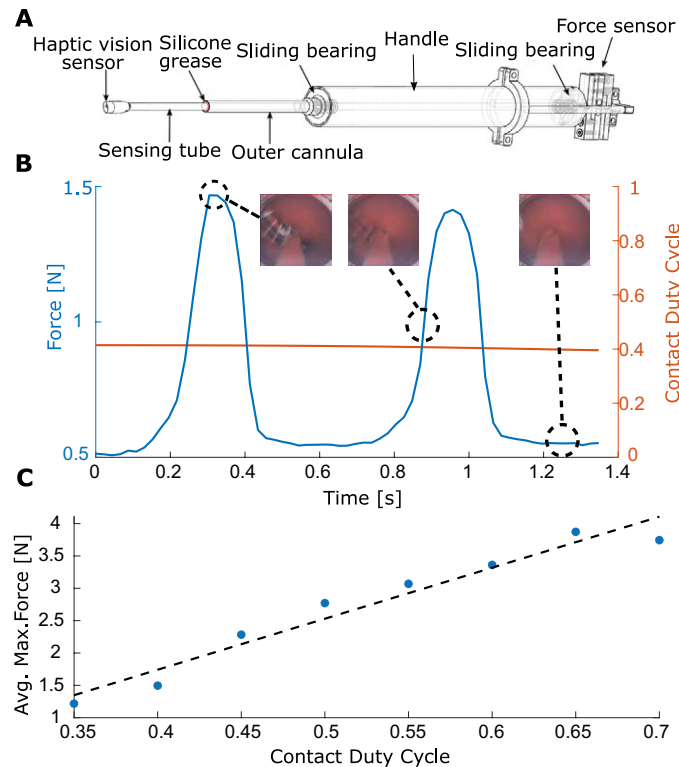 A
Haptic vision
sensor
Silicone
grease
Sliding bearing
Handle
Force sensor
Sliding bearing
Sensing tube
Outer cannula
B
Force [N]
1.5
1
0.5
Contact Duty Cycle
1
0.8
0.6
0.4
0.2
0
0 0.2 0.4 0.6 0.8 1 1.2 1.4
Time [s]
C
Avg. Max.Force [N]
4
3.5
3
2.5
2
1.5
1
0.35 0.4 0.45 0.5 0.55 0.6 0.65 0.7
Contact Duty Cycle